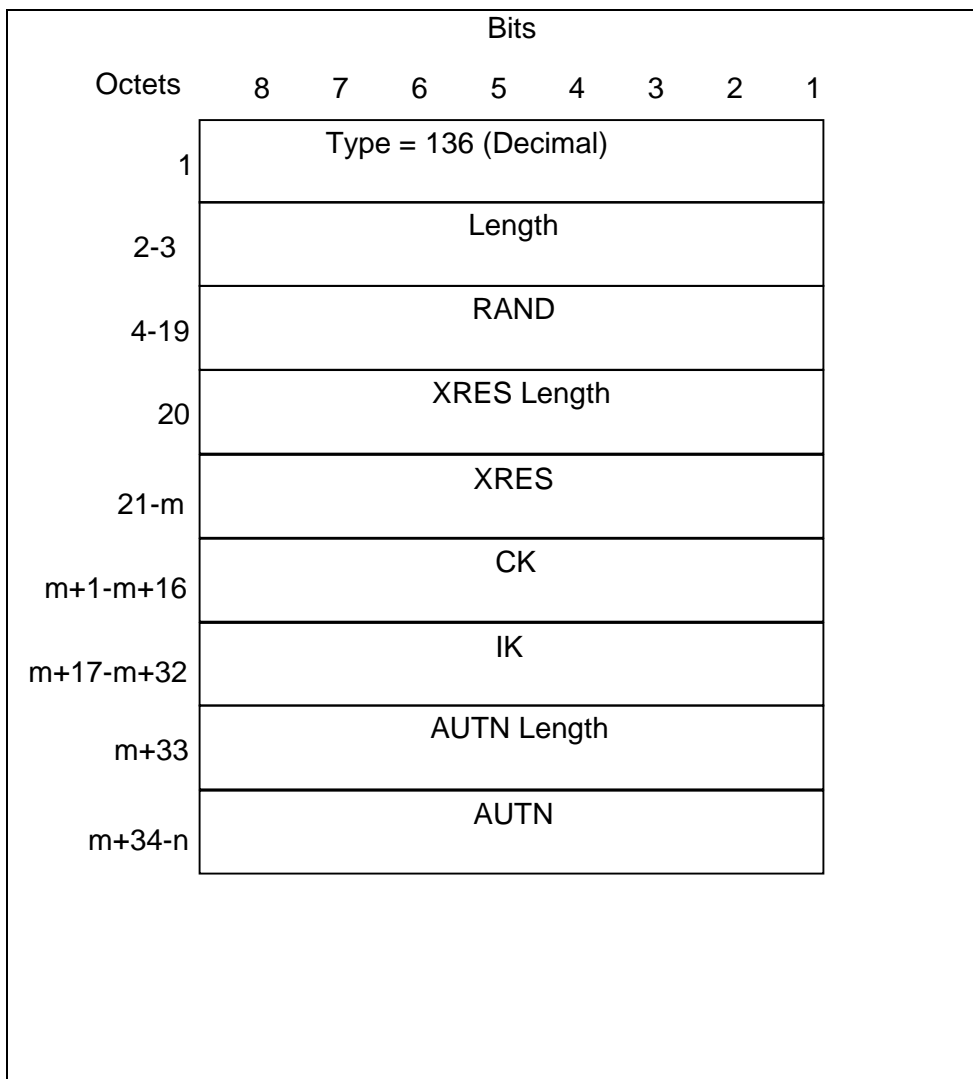 Bits
Octets 8 7 6 5 4 3 2 1
1 Type = 136 (Decimal)
2-3 Length
4-19 RAND
20 XRES Length
21-m XRES
m+1-m+16 CK
m+17-m+32 IK
m+33 AUTN Length
m+34-n AUTN